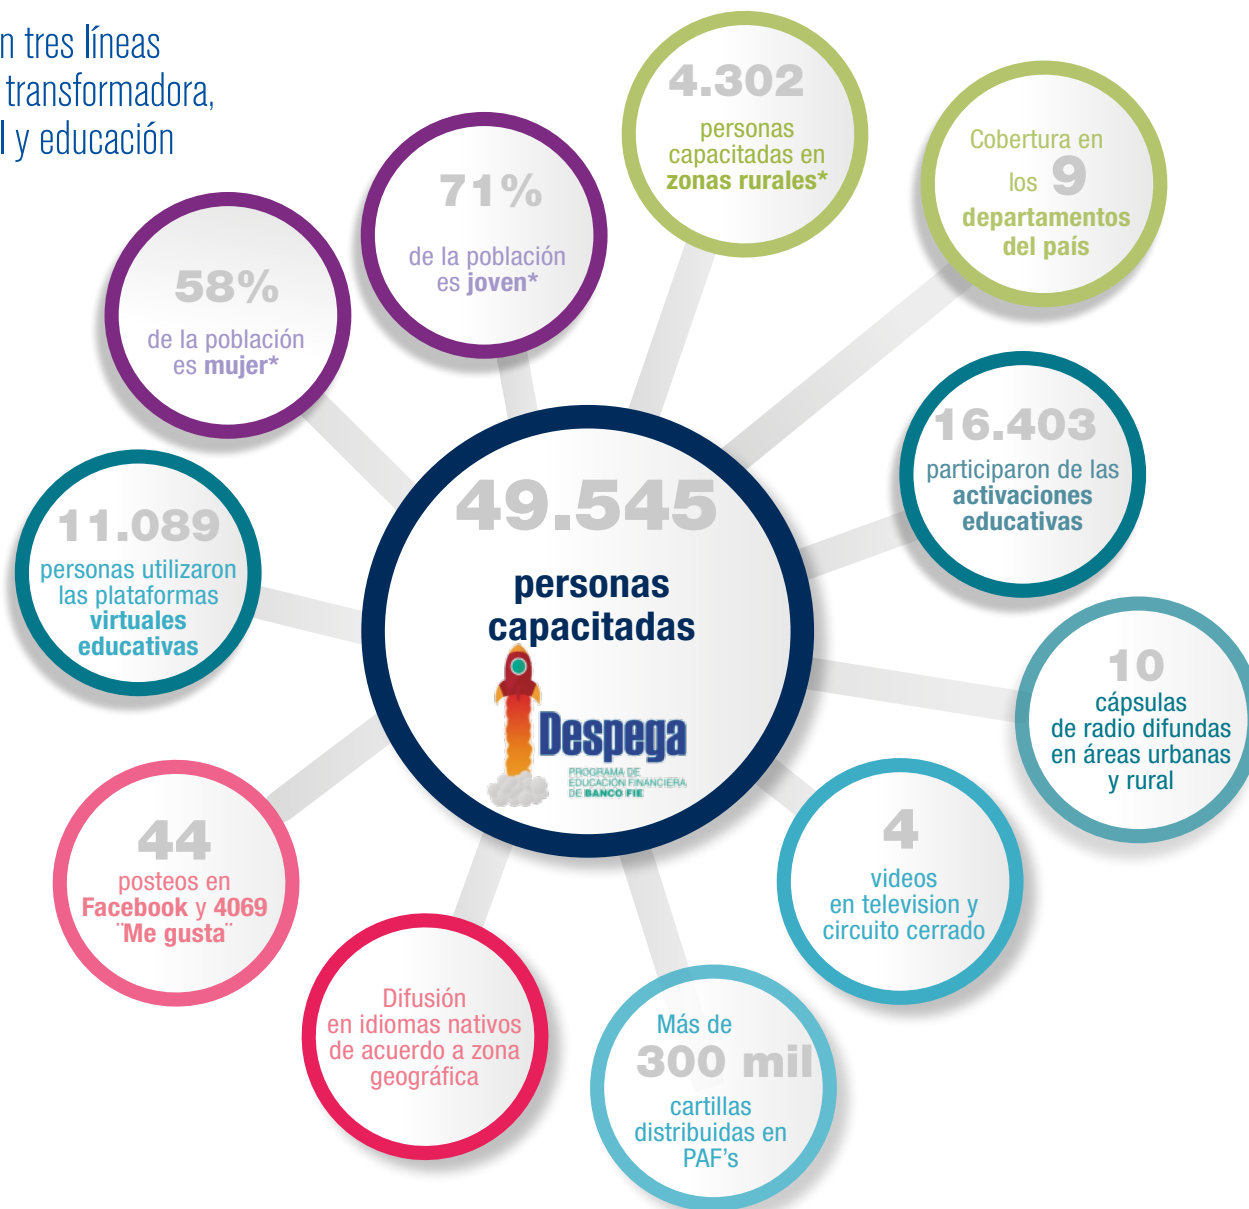 n tres líneas
transformadora,
l y educación
4.302
personas
capacitadas en
zonas rurales*
Cobertura en
los 9
departamentos
del país
71%
de la población
es joven*
58%
de la población
es mujer*
16.403
participaron de las
activaciones
educativas
11.089
personas utilizaron
las plataformas
virtuales
educativas
49.545
personas
capacitadas
Despega
PROGRAMA DE
EDUCACIÓN FINANCIERA
DE BANCO FIE
10
cápsulas
de radio difundas
en áreas urbanas
y rural
44
posteos en
Facebook y 4069
¨Me gusta¨
4
videos
en television y
circuito cerrado
Difusión
en idiomas nativos
de acuerdo a zona
geográfica
Más de
300 mil
cartillas
distribuidas en
PAF's